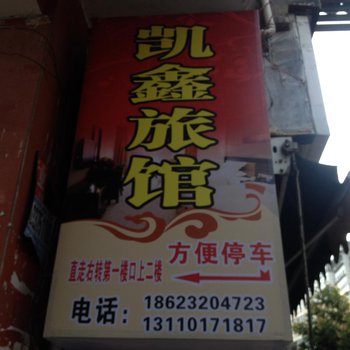 凯鑫旅馆
方便停车
直走右转第一楼口上二楼
电话：18623204723
13110171817